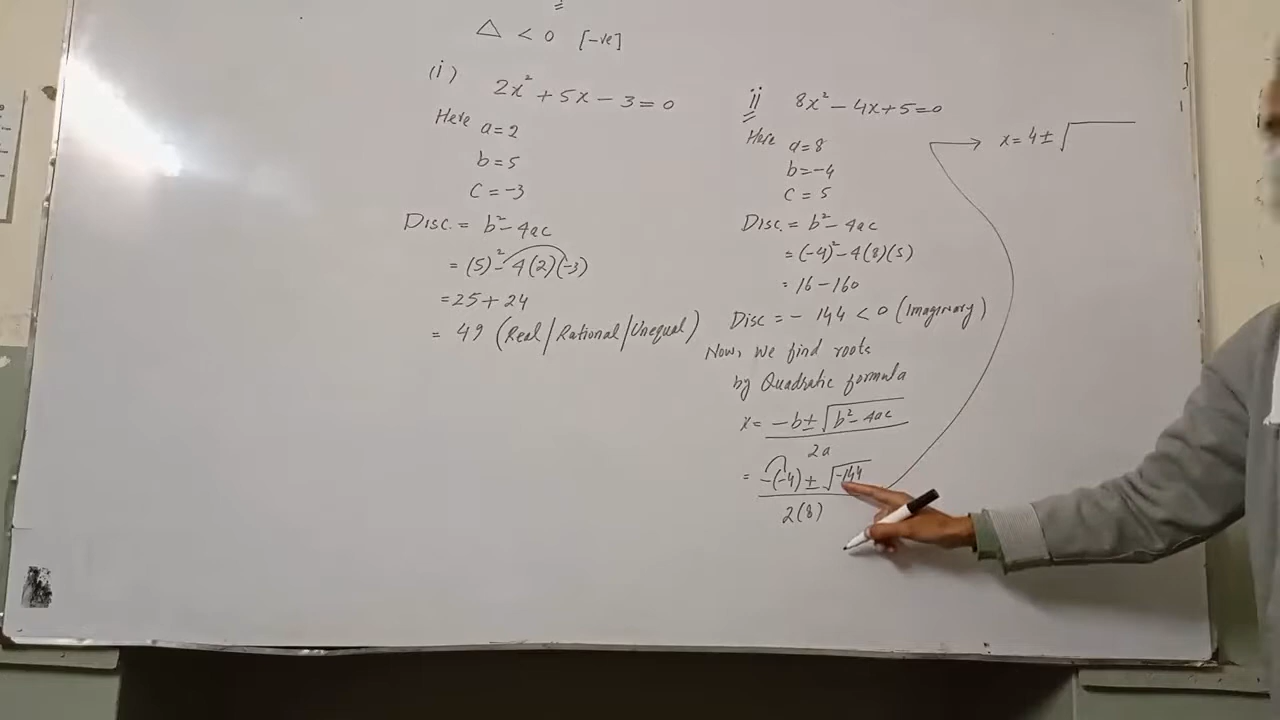 △ < 0 [-ve]
(i) 2x² + 5x - 3 = 0
Here a = 2
b = 5
C = -3
Disc. = b² - 4ac
= (5)² - 4(2)(-3)
= 25 + 24
= 49 (Real/Rational/Unequal)
ii 8x² - 4x + 5 = 0
Here a = 8
b = -4
C = 5
Disc. = b² - 4ac
= (-4)² - 4(8)(5)
= 16 - 160
Disc = - 144 < 0 (Imaginary)
Now, we find roots
by Quadratic formula
x = \frac{-b ± √(b² - 4ac)}{2a}
= \frac{-(-4) ± √(-144)}{2(8)}
x = 4 ± √